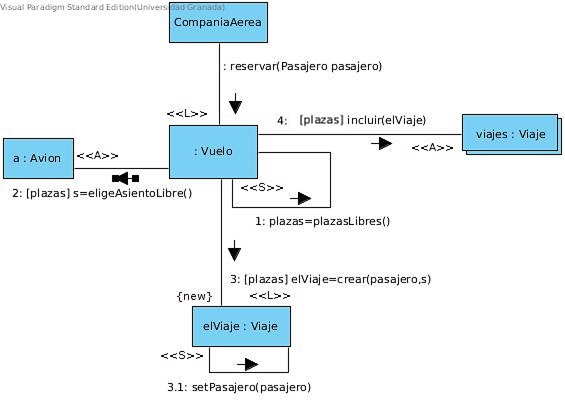 Visual Paradigm Standard Edition(Universidad Granada)
CompaniaAerea
: reservar(Pasajero pasajero)
<<L>>
4: [plazas] incluir(elViaje)
a : Avion
<<A>>
: Vuelo
viajes : Viaje
<<A>>
2: [plazas] s=eligeAsientoLibre()
<<S>>
1: plazas=plazasLibres()
3: [plazas] elViaje=crear(pasajero,s)
{new}
<<L>>
elViaje : Viaje
<<S>>
3.1: setPasajero(pasajero)